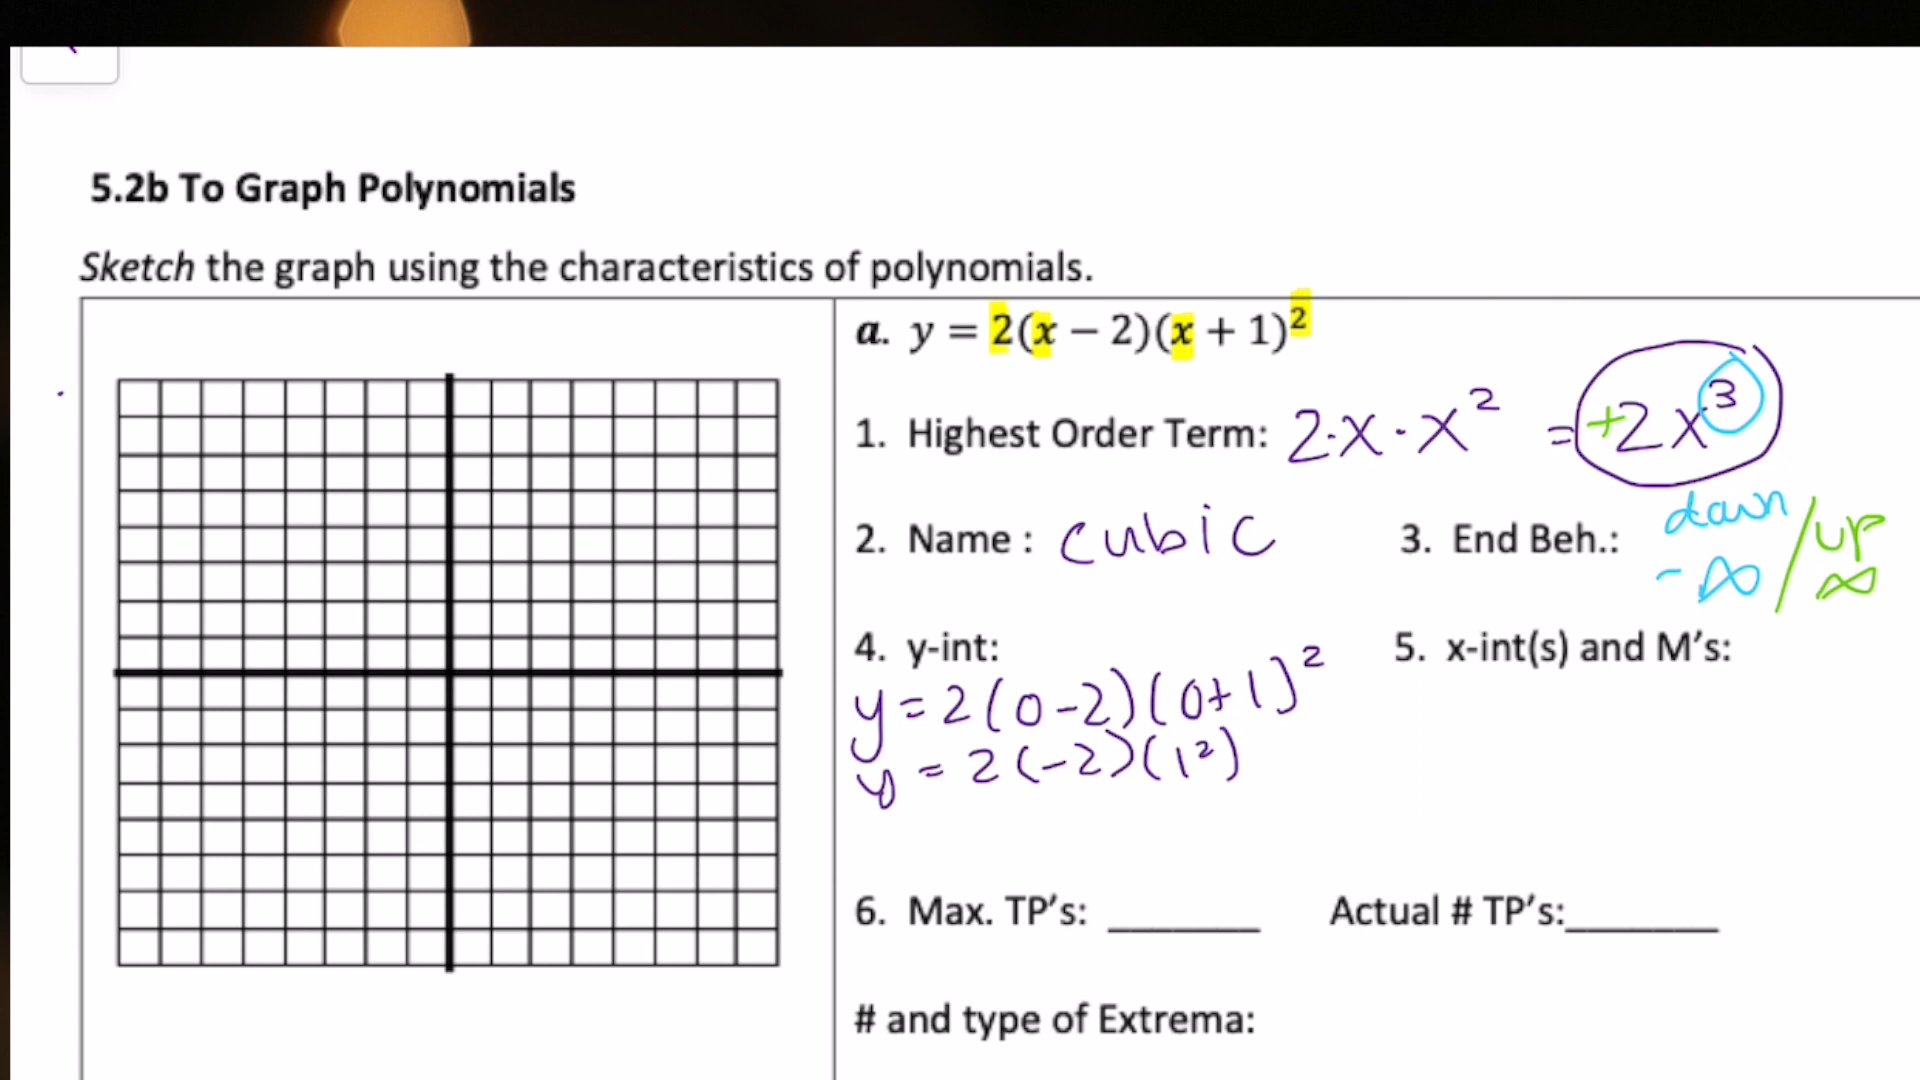 5.2b To Graph Polynomials
Sketch the graph using the characteristics of polynomials.
a. y = 2(x − 2)(x + 1)²
1. Highest Order Term: 2·x·x² = +2x³
2. Name : cubic
3. End Beh.: down / up
-∞ / ∞
4. y-int:
5. x-int(s) and M's:
y = 2(0-2)(0+1)²
y = 2(-2)(1²)
6. Max. TP's: _______ Actual # TP's:_______
# and type of Extrema: